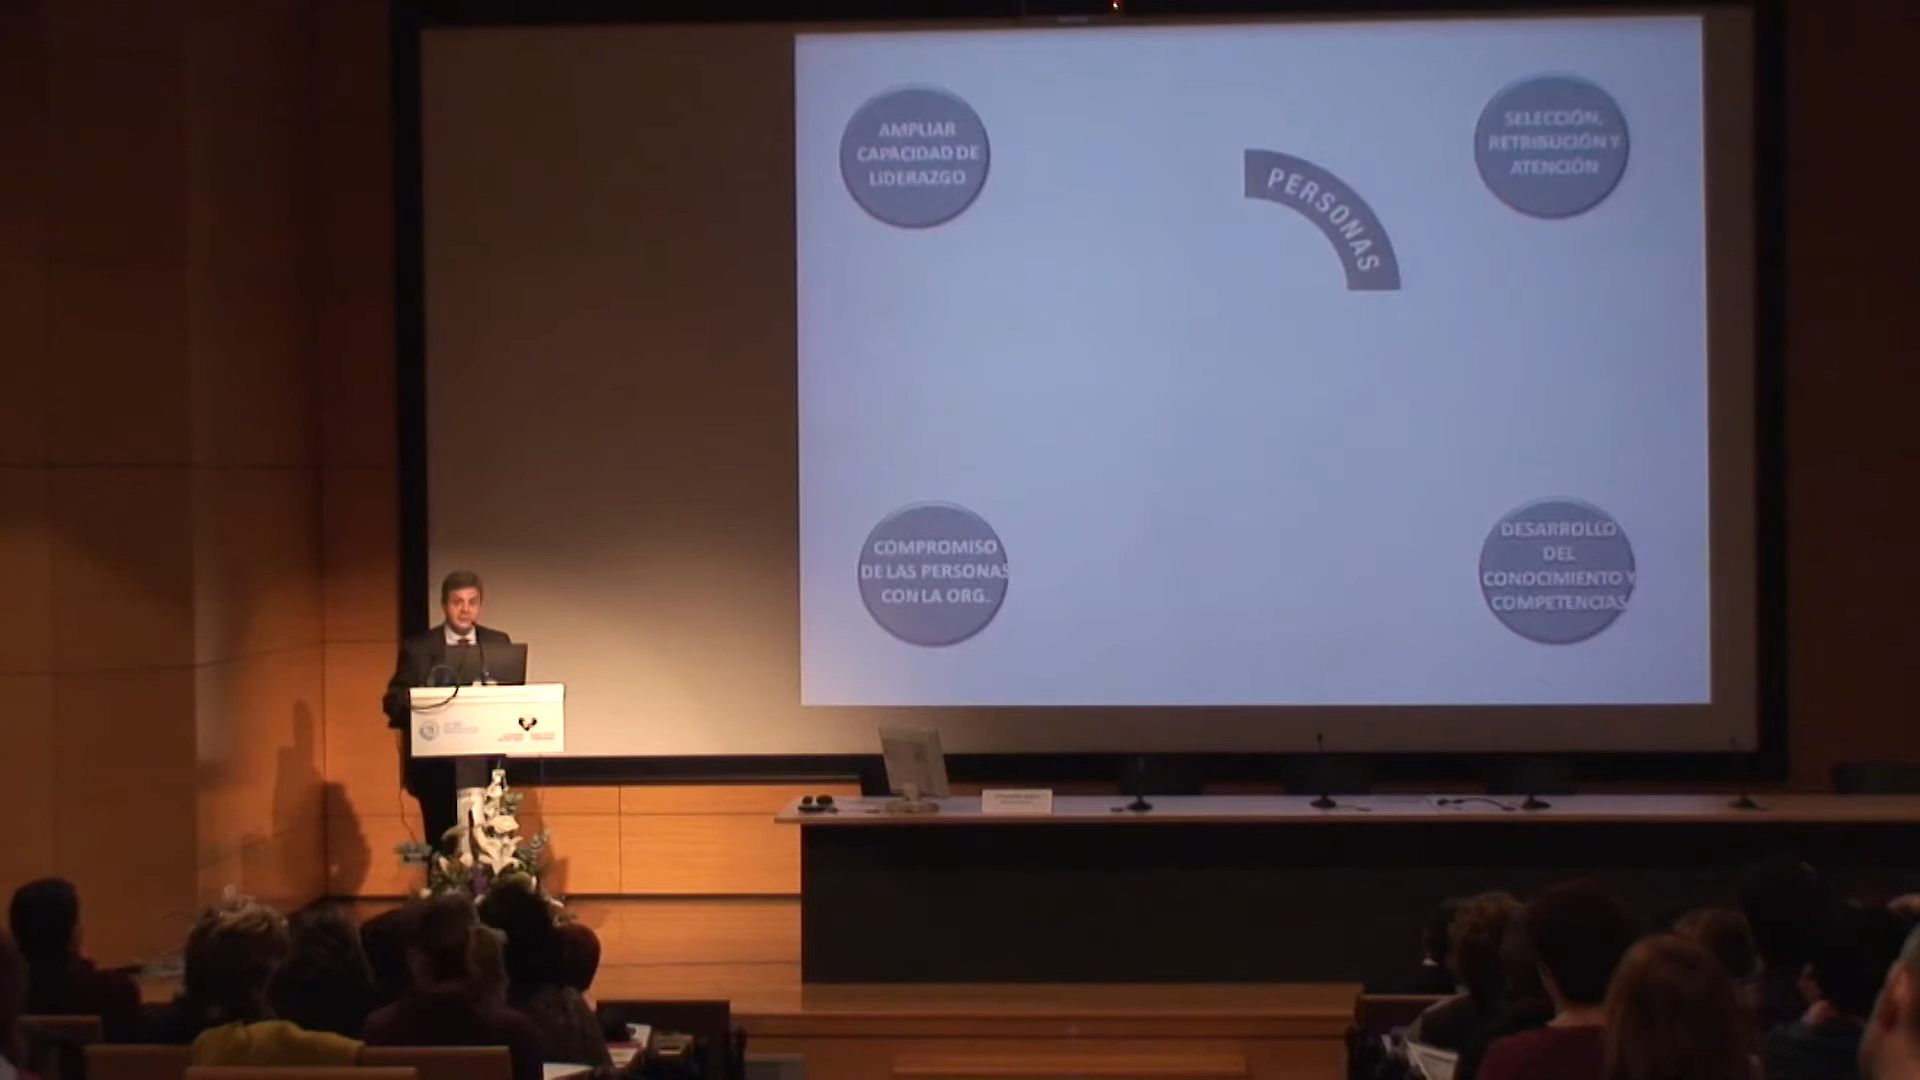 AMPLIAR
CAPACIDAD DE
LIDERAZGO
PERSONAS
SELECCIÓN,
RETRIBUCIÓN Y
ATENCIÓN
COMPROMISO
DE LAS PERSONAS
CON LA ORG.
DESARROLLO
DEL
CONOCIMIENTO Y
COMPETENCIAS